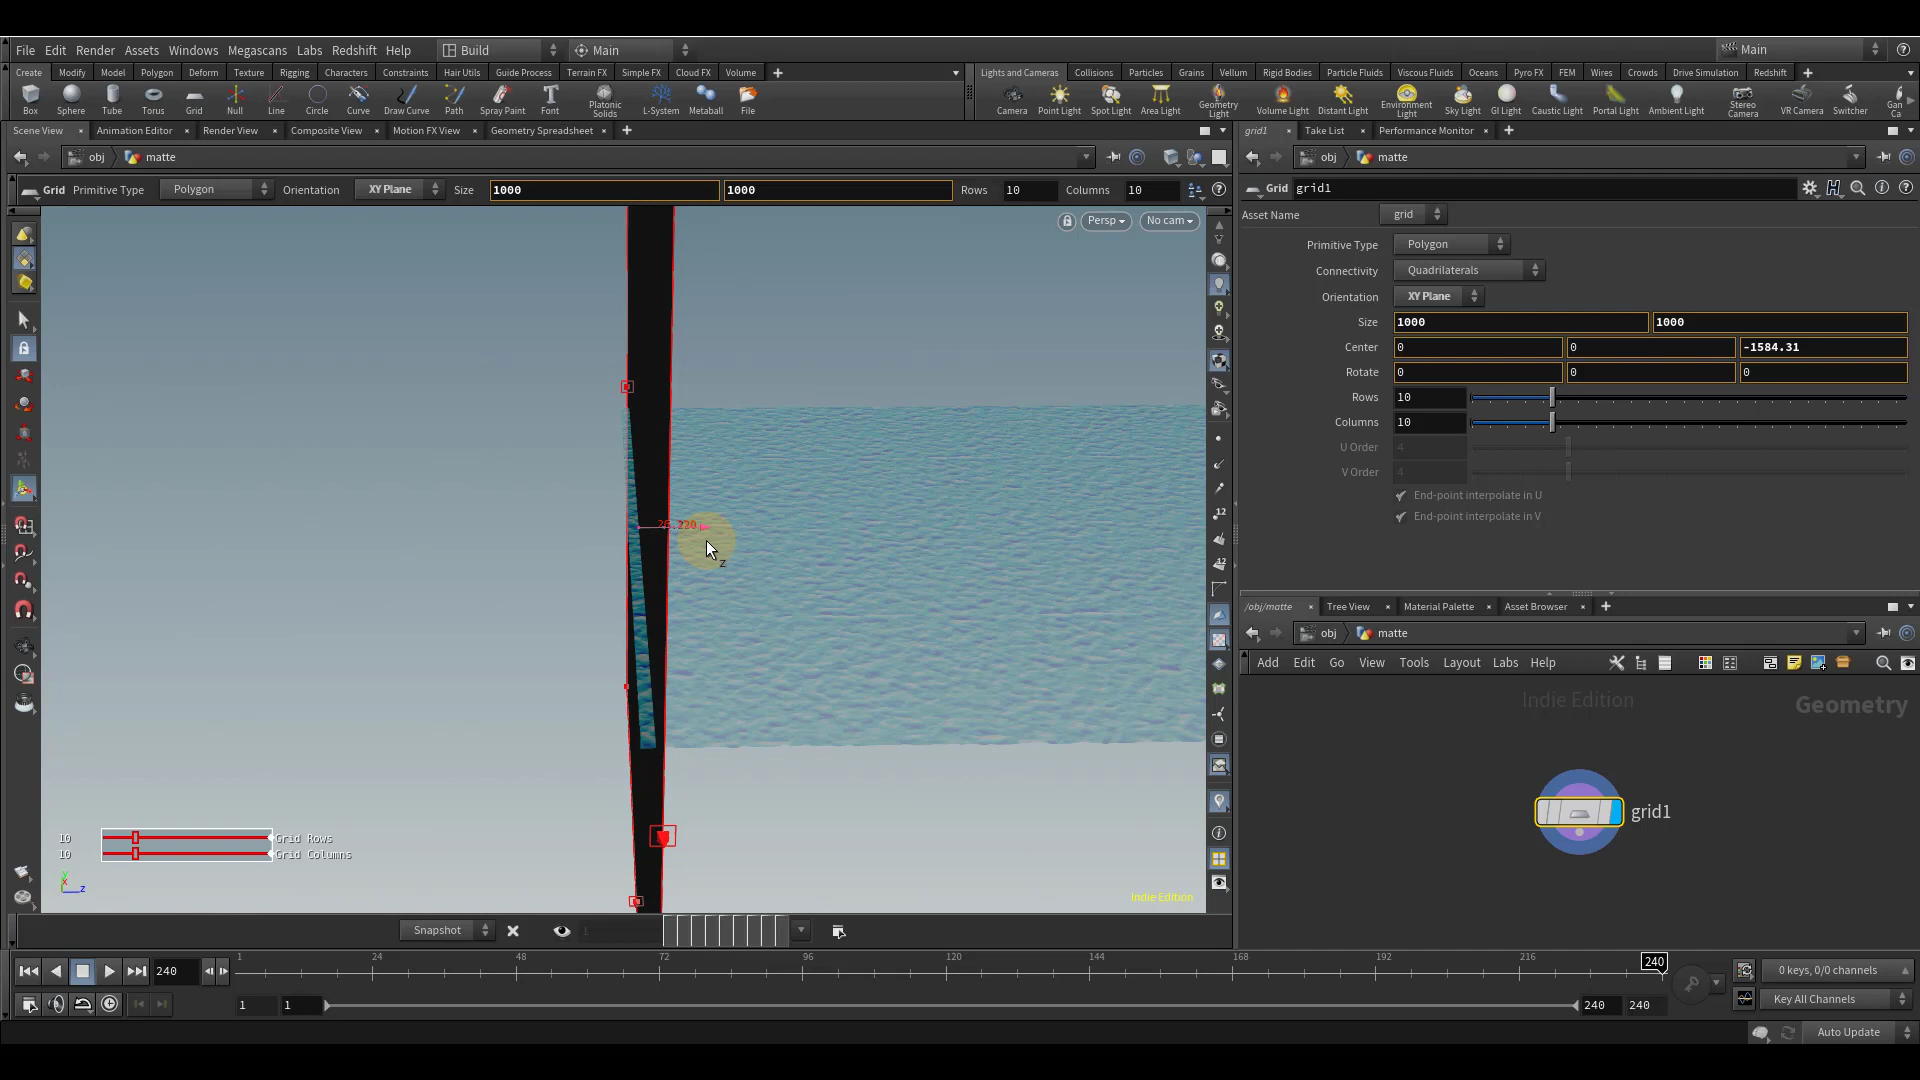 File Edit Render Assets Windows Megascans Labs Redshift Help Build Main Main
Create Modify Model Polygon Deform Texture Rigging Characters Constraints Hair Utils Guide Process Terrain FX Simple FX Cloud FX Volume
Lights and Cameras Collisions Particles Grains Vellum Rigid Bodies Particle Fluids Viscous Fluids Oceans Pyro FX FEM Wires Crowds Drive Simulation Redshift
Box Sphere Tube Torus Grid Null Line Circle Curve Draw Curve Path Spray Paint Font Platonic Solids L-System Metaball File
Camera Point Light Spot Light Area Light Geometry Light Volume Light Distant Light Environment Light Sky Light GI Light Caustic Light Portal Light Ambient Light Stereo Camera VR Camera Switcher Gan Ca
Scene View Animation Editor Render View Composite View Motion FX View Geometry Spreadsheet
grid1 Take List Performance Monitor
obj matte
obj matte
Grid Primitive Type Polygon Orientation XY Plane Size 1000 1000 Rows 10 Columns 10
Grid grid1
Asset Name grid
Primitive Type Polygon
Connectivity Quadrilaterals
Orientation XY Plane
Size 1000 1000
Center 0 0 -1584.31
Rotate 0 0 0
Rows 10
Columns 10
U Order 4
V Order 4
End-point interpolate in U
End-point interpolate in V
Persp No cam
26.220
z
10 Grid Rows
10 Grid Columns
y
x
z
Indie Edition
/obj/matte Tree View Material Palette Asset Browser
obj matte
Add Edit Go View Tools Layout Labs Help
Indie Edition
Geometry
grid1
Snapshot
240
1 24 48 72 96 120 144 168 192 216 240
0 keys, 0/0 channels
1 1 240 240
Key All Channels
Auto Update